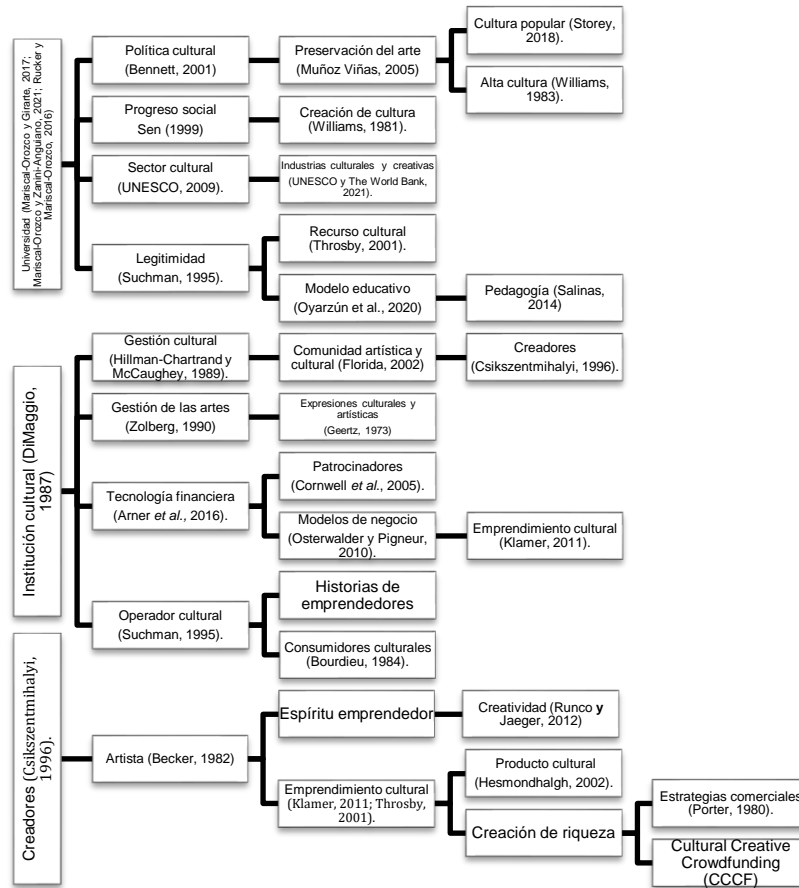 Universidad (Mariscal-Orozco y Girarte, 2017;
Mariscal-Orozco y Zanini-Anguiano, 2021; Rucker y
Mariscal-Orozco, 2016)
Política cultural
(Bennett, 2001)
Preservación del arte
(Muñoz Viñas, 2005)
Cultura popular (Storey,
2018).
Alta cultura (Williams,
1983).
Progreso social
Sen (1999)
Creación de cultura
(Williams, 1981).
Sector cultural
(UNESCO, 2009).
Industrias culturales y creativas
(UNESCO y The World Bank,
2021).
Legitimidad
(Suchman, 1995).
Recurso cultural
(Throsby, 2001).
Modelo educativo
(Oyarzún et al., 2020)
Pedagogía (Salinas,
2014)
Institución cultural (DiMaggio,
1987)
Gestión cultural
(Hillman-Chartrand y
McCaughey, 1989).
Comunidad artística y
cultural (Florida, 2002)
Creadores
(Csikszentmihalyi, 1996).
Gestión de las artes
(Zolberg, 1990)
Expresiones culturales y
artísticas
(Geertz, 1973)
Tecnología financiera
(Arner et al., 2016).
Patrocinadores
(Cornwell et al., 2005).
Modelos de negocio
(Osterwalder y Pigneur,
2010).
Emprendimiento cultural
(Klamer, 2011).
Operador cultural
(Suchman, 1995).
Historias de
emprendedores
Consumidores culturales
(Bourdieu, 1984).
Creadores (Csikszentmihalyi,
1996).
Artista (Becker, 1982)
Espíritu emprendedor
Creatividad (Runco y
Jaeger, 2012)
Emprendimiento cultural
(Klamer, 2011; Throsby,
2001).
Producto cultural
(Hesmondhalgh, 2002).
Creación de riqueza
Estrategias comerciales
(Porter, 1980).
Cultural Creative
Crowdfunding
(CCCF)